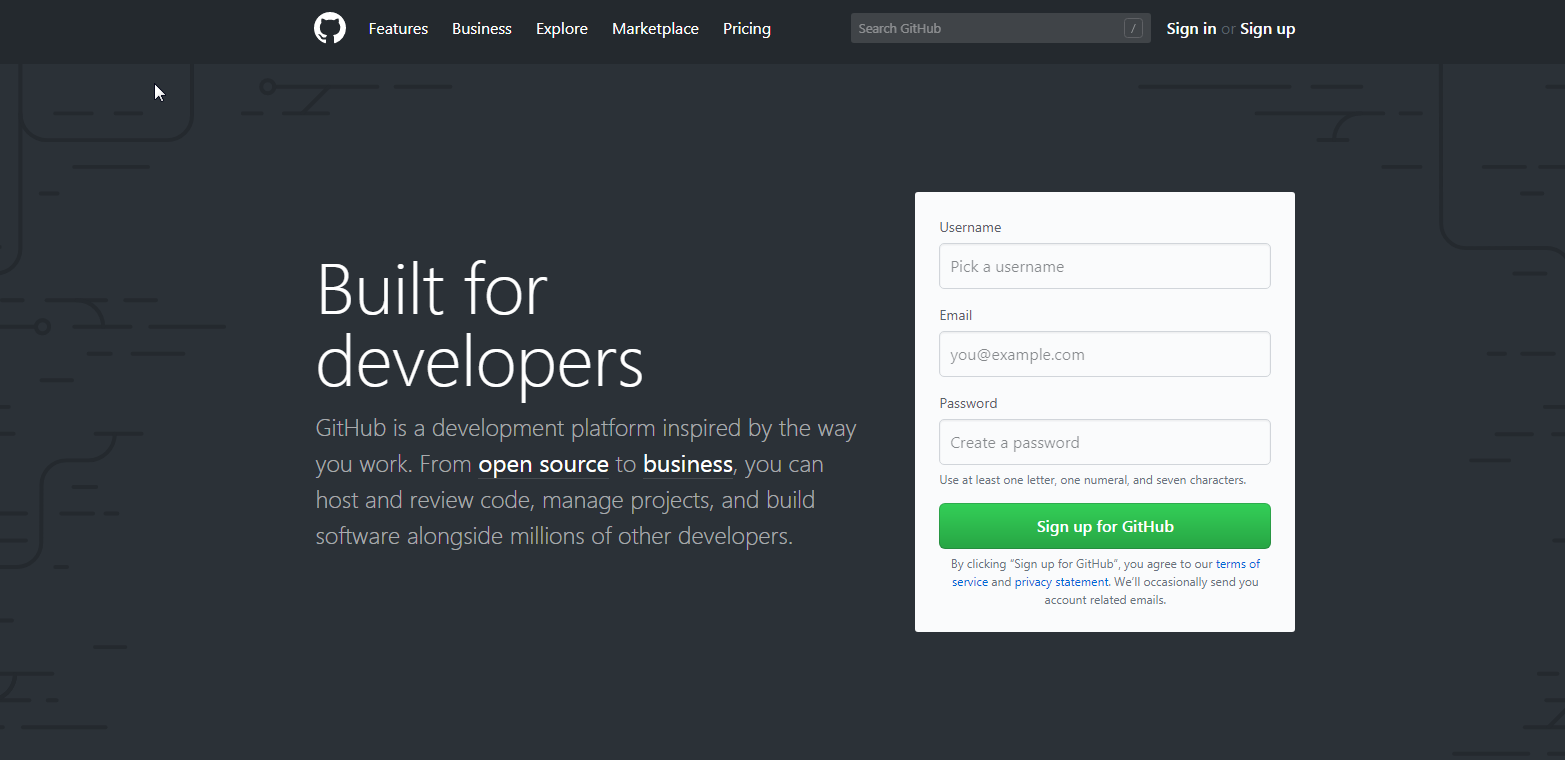 Features Business Explore Marketplace Pricing Search GitHub / Sign in or Sign up
Built for
developers
GitHub is a development platform inspired by the way
you work. From open source to business, you can
host and review code, manage projects, and build
software alongside millions of other developers.
Username
Pick a username
Email
you@example.com
Password
Create a password
Use at least one letter, one numeral, and seven characters.
Sign up for GitHub
By clicking “Sign up for GitHub”, you agree to our terms of
service and privacy statement. We’ll occasionally send you
account related emails.